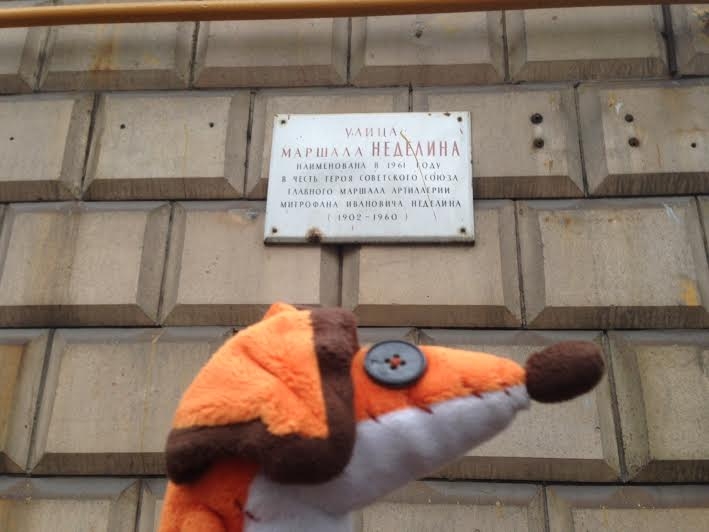 УЛИЦА
МАРШАЛА НЕДЕЛИНА
НАИМЕНОВАНА В 1961 ГОДУ
В ЧЕСТЬ ГЕРОЯ СОВЕТСКОГО СОЮЗА
ГЛАВНОГО МАРШАЛА АРТИЛЛЕРИИ
МИТРОФАНА ИВАНОВИЧА НЕДЕЛИНА
( 1902 – 1960 )